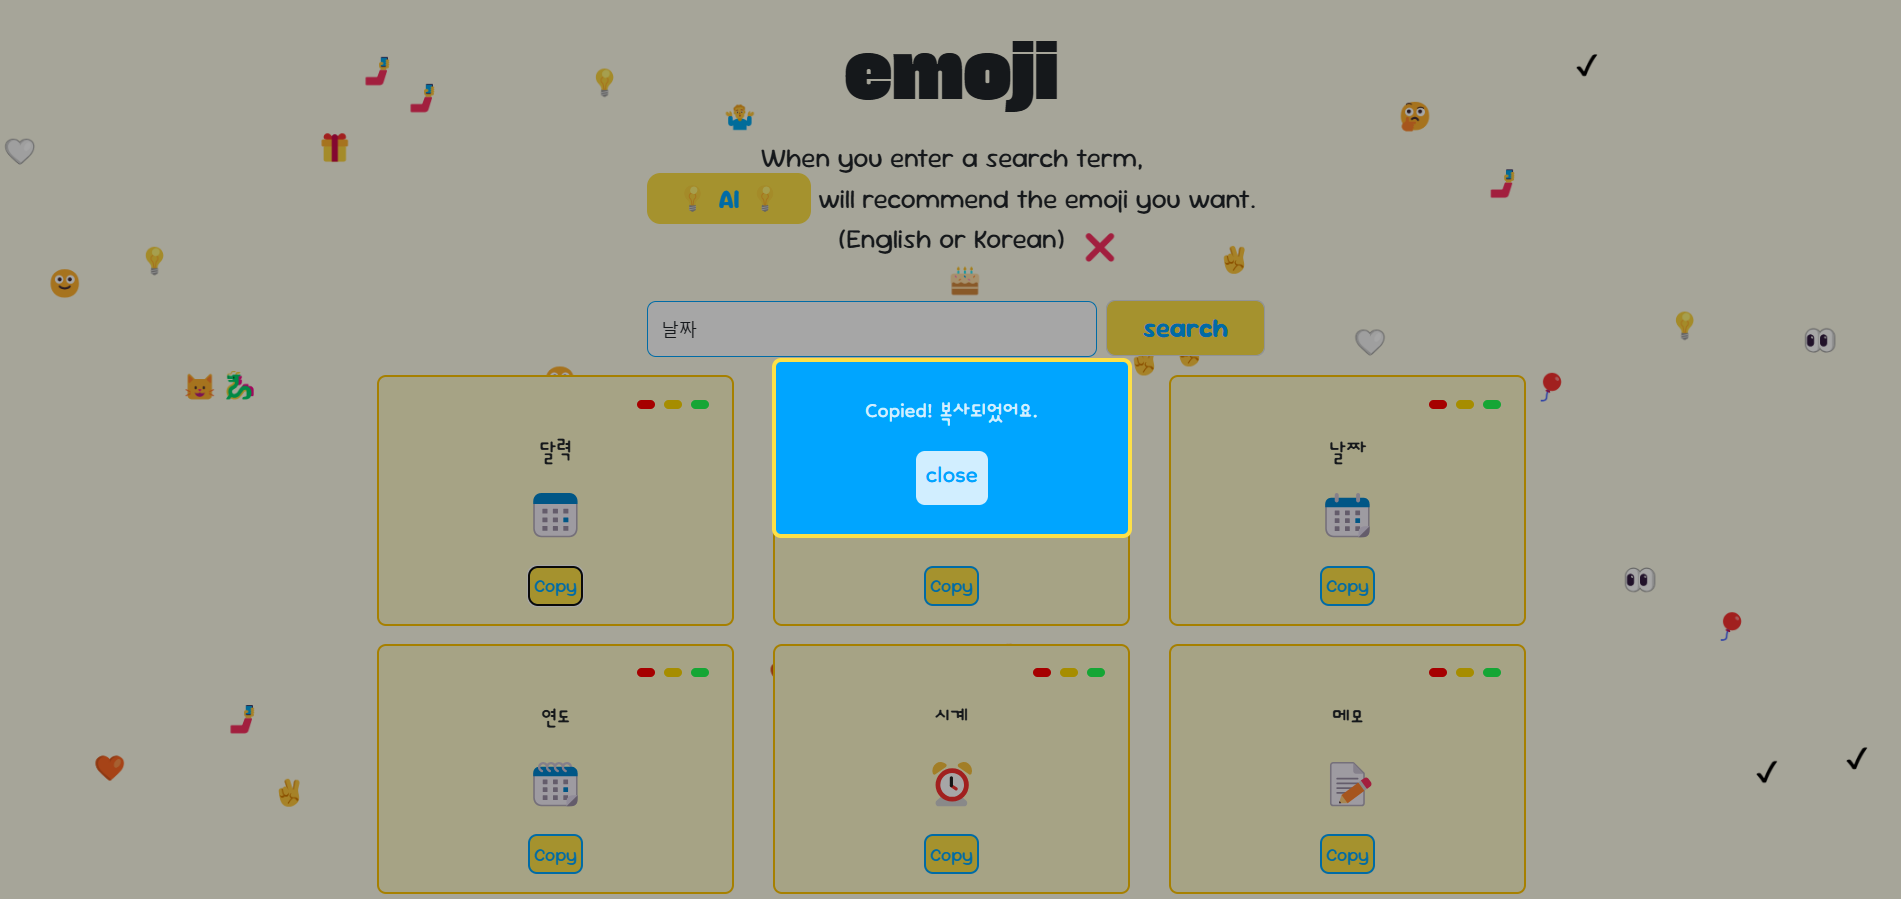 emoji
When you enter a search term,
AI will recommend the emoji you want.
(English or Korean)
날짜
search
Copied! 복사되었어요.
close
달력
날짜
Copy
Copy
Copy
연도
시계
메모
Copy
Copy
Copy